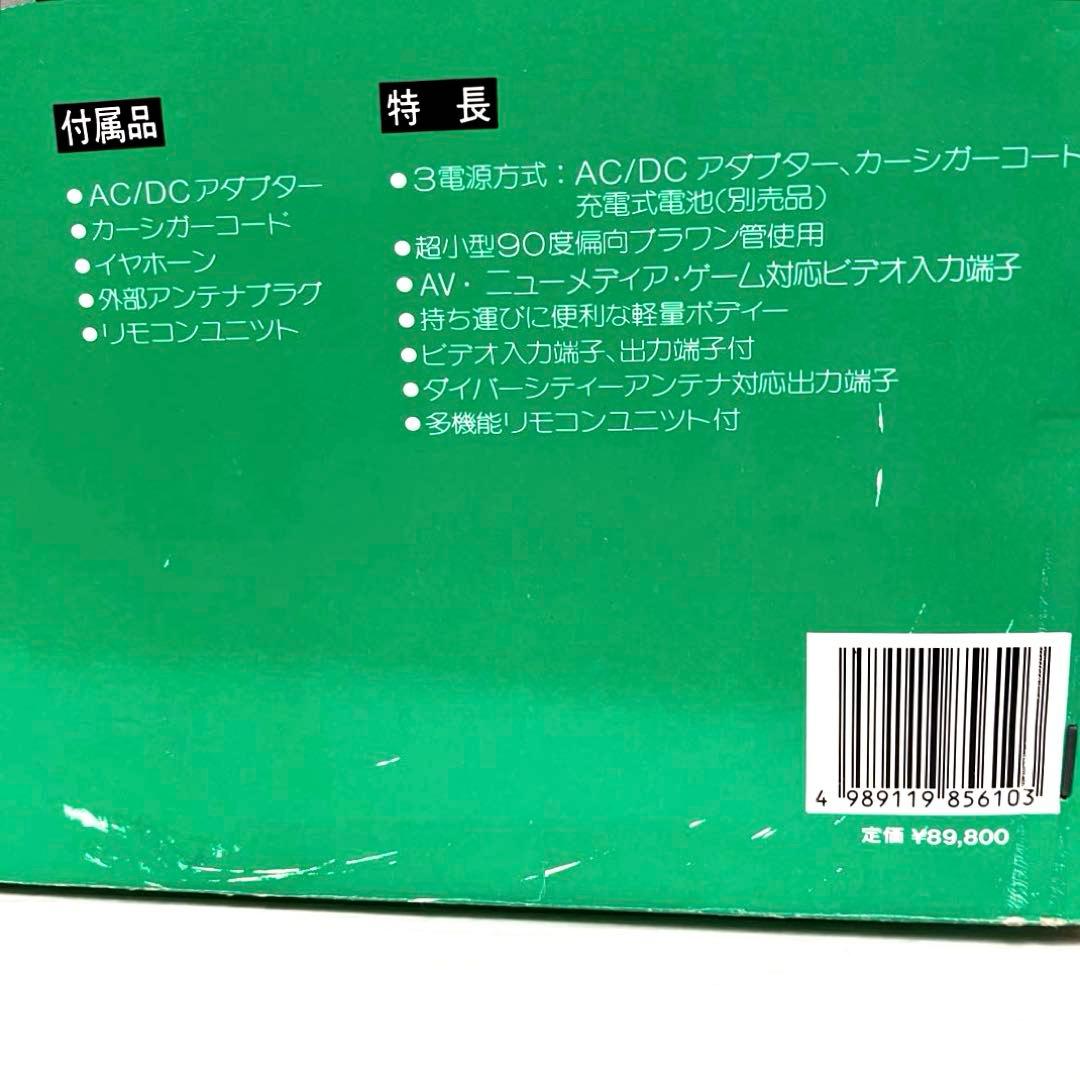 付属品
●AC/DCアダプター
●カーシガーコード
●イヤホーン
●外部アンテナプラグ
●リモコンユニット
特 長
●3電源方式：AC/DC アダプター、カーシガーコード
充電式電池(別売品)
●超小型90度偏向ブラウン管使用
●AV・ニューメディア・ゲーム対応ビデオ入力端子
●持ち運びに便利な軽量ボディー
●ビデオ入力端子、出力端子付
●ダイバーシティーアンテナ対応出力端子
●多機能リモコンユニット付
4 989119 856103
定価 ¥89,800